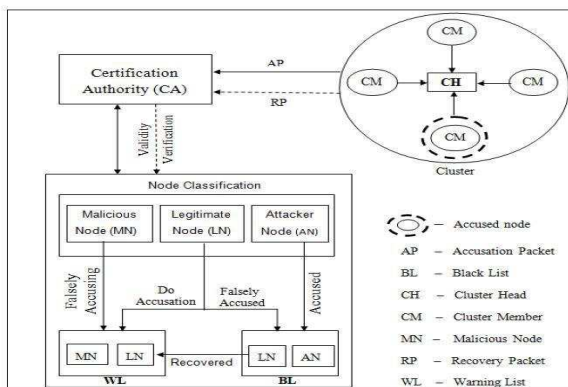 CM
CM
CH
CM
CM
Cluster
AP
RP
Certification
Authority (CA)
Validity
Vertification
Node Classification
Malicious
Node (MN)
Legitimate
Node (LN)
Attacker
Node (AN)
Falsely
Accusing
Do
Accusation
Falsely
Accused
Accused
MN
LN
WL
Recovered
LN
AN
BL
– Accused node
AP – Accusation Packet
BL – Black List
CH – Cluster Head
CM – Cluster Member
MN – Malicious Node
RP – Recovery Packet
WL – Warning List